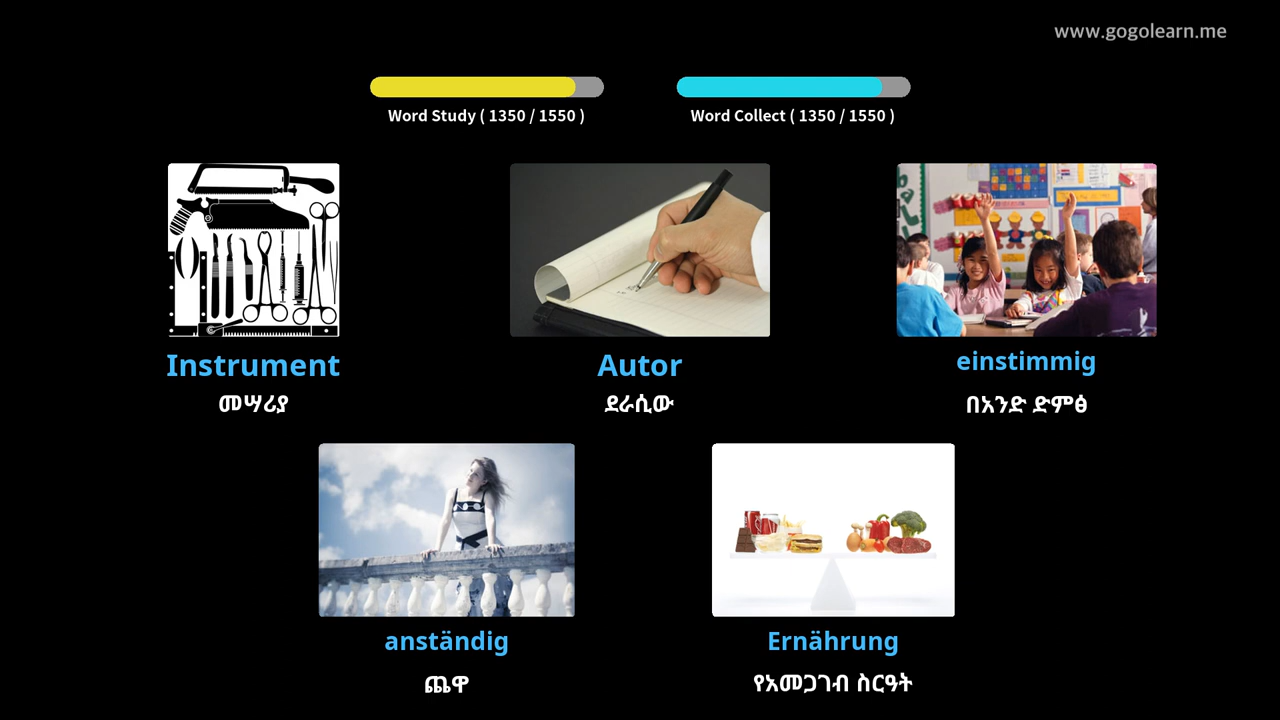 www.gogolearn.me
Word Study ( 1350 / 1550 )
Word Collect ( 1350 / 1550 )
Instrument
መሣሪያ
Autor
ደራሲው
einstimmig
በአንድ ድምፅ
anständig
ጨዋ
Ernährung
የአመጋገብ ስርዓት